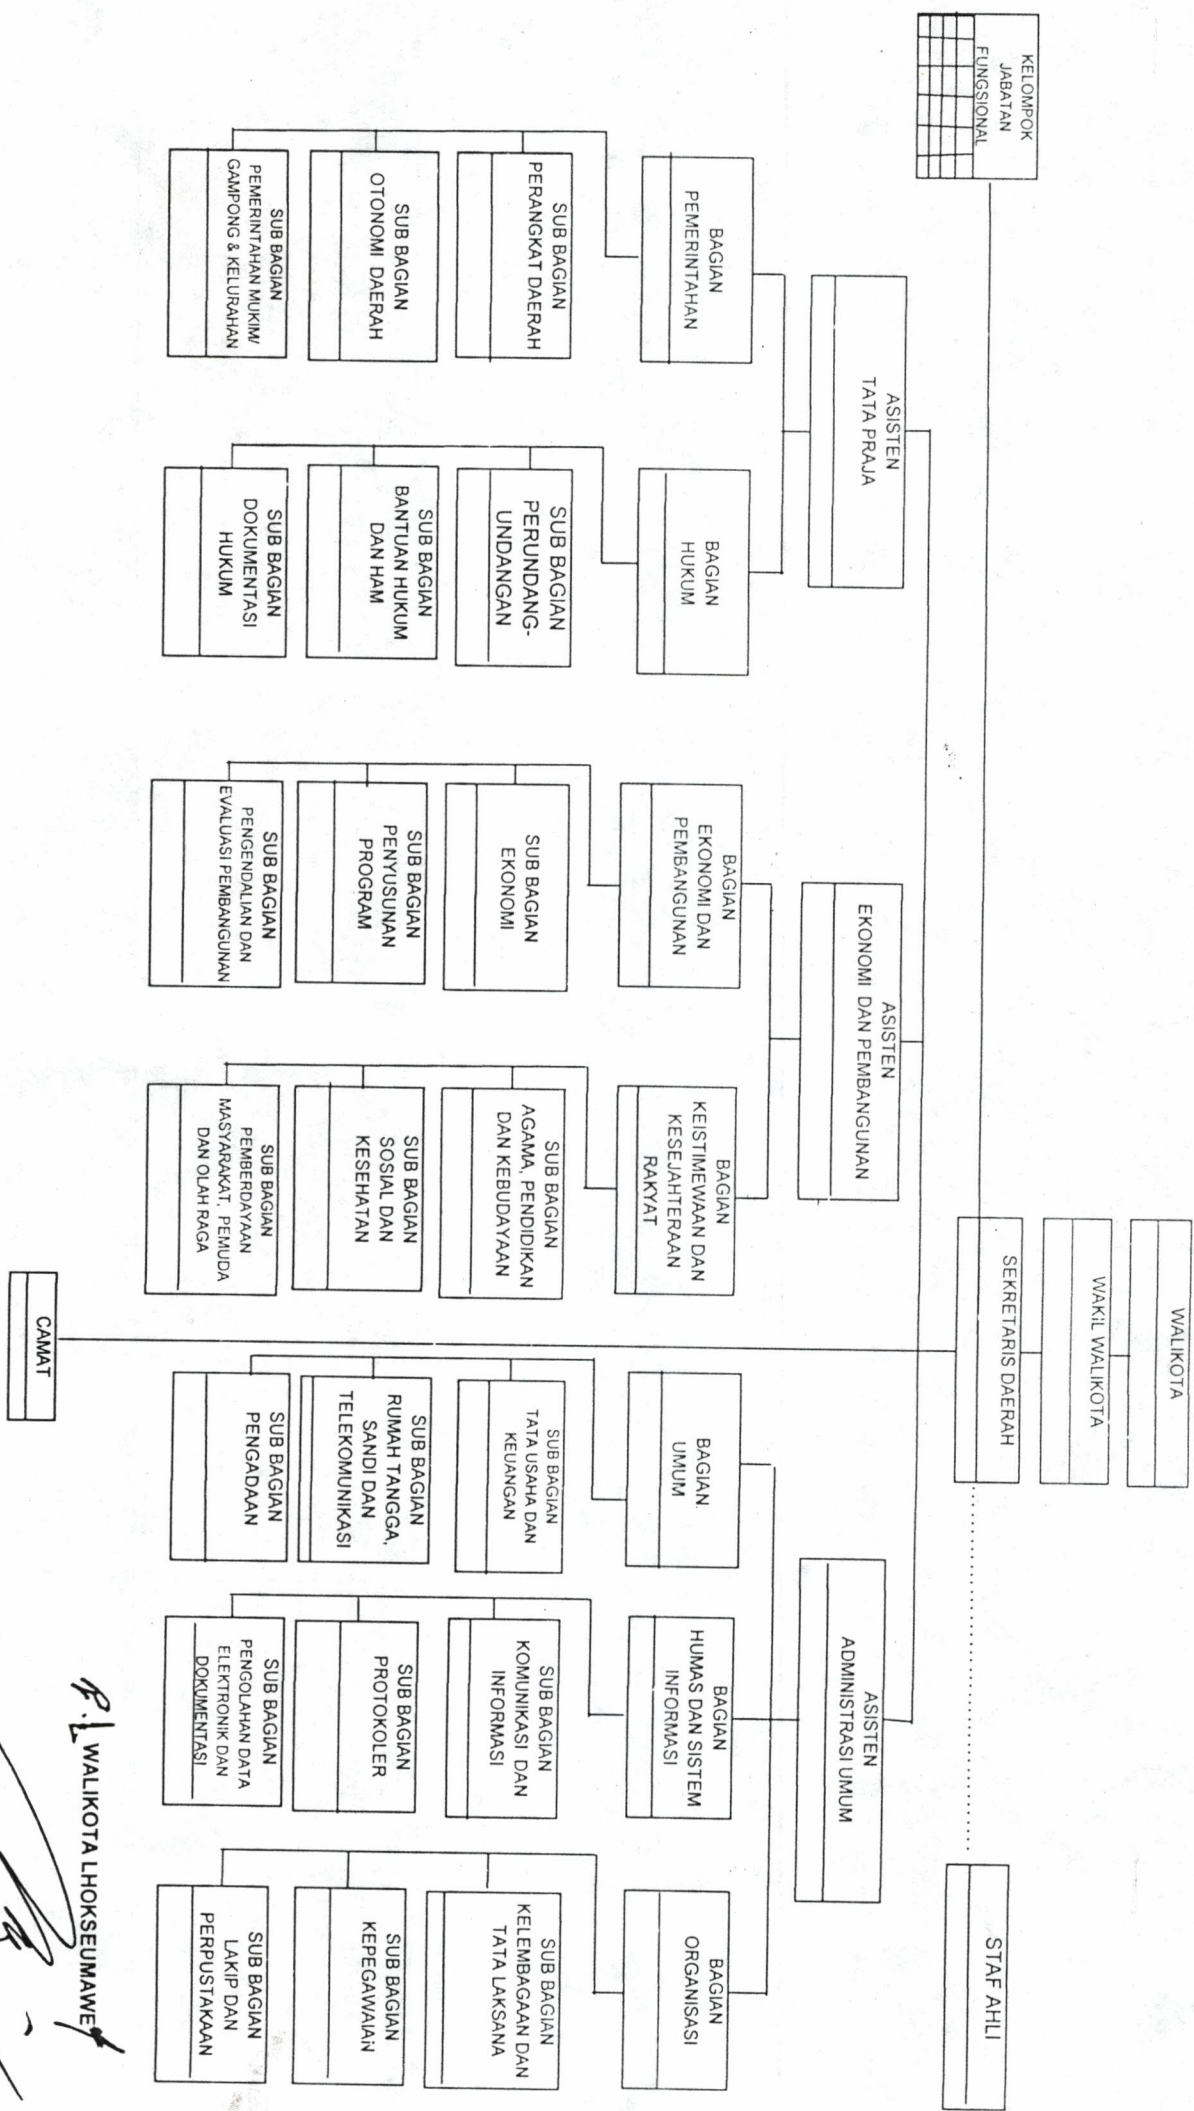 WALIKOTA
WAKIL WALIKOTA
SEKRETARIS DAERAH
STAF AHLI
KELOMPOK
JABATAN
FUNGSIONAL
ASISTEN
TATA PRAJA
ASISTEN
EKONOMI DAN PEMBANGUNAN
ASISTEN
ADMINISTRASI UMUM
BAGIAN
PEMERINTAHAN
BAGIAN
HUKUM
BAGIAN
EKONOMI DAN
PEMBANGUNAN
BAGIAN
KEISTIMEWAAN DAN
KESEJAHTERAAN
RAKYAT
BAGIAN
UMUM
BAGIAN
HUMAS DAN SISTEM
INFORMASI
BAGIAN
ORGANISASI
SUB BAGIAN
PERANGKAT DAERAH
SUB BAGIAN
PERUNDANG-
UNDANGAN
SUB BAGIAN
EKONOMI
SUB BAGIAN
AGAMA, PENDIDIKAN
DAN KEBUDAYAAN
SUB BAGIAN
TATA USAHA DAN
KEUANGAN
SUB BAGIAN
KOMUNIKASI DAN
INFORMASI
SUB BAGIAN
KELEMBAGAAN DAN
TATA LAKSANA
SUB BAGIAN
OTONOMI DAERAH
SUB BAGIAN
BANTUAN HUKUM
DAN HAM
SUB BAGIAN
PENYUSUNAN
PROGRAM
SUB BAGIAN
SOSIAL DAN
KESEHATAN
SUB BAGIAN
RUMAH TANGGA,
SANDI DAN
TELEKOMUNIKASI
SUB BAGIAN
PROTOKOLER
SUB BAGIAN
KEPEGAWAIAN
SUB BAGIAN
PEMERINTAHAN MUKIM/
GAMPONG & KELURAHAN
SUB BAGIAN
DOKUMENTASI
HUKUM
SUB BAGIAN
PENGENDALIAN DAN
EVALUASI PEMBANGUNAN
SUB BAGIAN
PEMBERDAYAAN
MASYARAKAT, PEMUDA
DAN OLAH RAGA
SUB BAGIAN
PENGADAAN
SUB BAGIAN
PENGOLAHAN DATA
ELEKTRONIK DAN
DOKUMENTASI
SUB BAGIAN
LAKIP DAN
PERPUSTAKAAN
CAMAT
WALIKOTA LHOKSEUMAWE